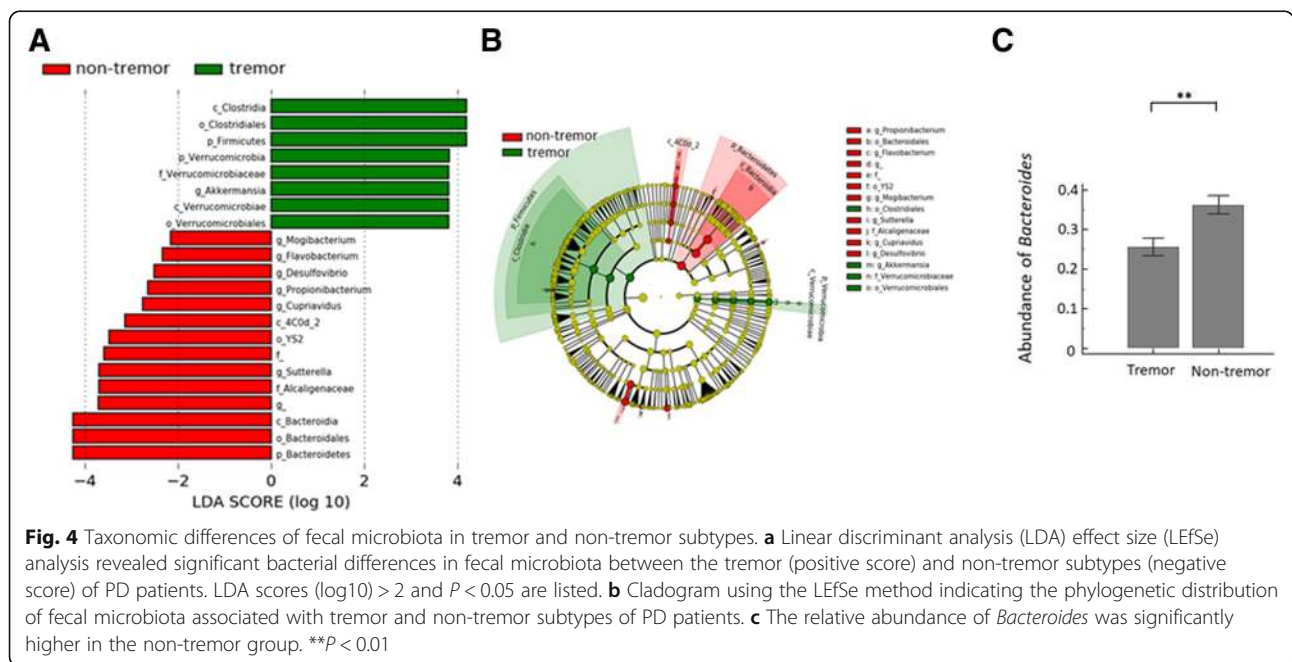 A
non-tremor tremor
c_Clostridia
o_Clostridiales
p_Firmicutes
p_Verrucomicrobia
f_Verrucomicrobiaceae
g_Akkermansia
c_Verrucomicrobiae
o_Verrucomicrobiales
g_Mogibacterium
g_Flavobacterium
g_Desulfovibrio
g_Propionibacterium
g_Cupriavidus
c_4C0d_2
o_YS2
f_
g_Sutterella
f_Alcaligenaceae
g_
c_Bacteroidia
o_Bacteroidales
p_Bacteroidetes
−4 −2 0 2 4
LDA SCORE (log 10)
B
non-tremor
tremor
c_4C0d_2
p_Bacteroidetes
c_Bacteroidia
b
p_Firmicutes
c_Clostridia
h
p_Verrucomicrobia
c_Verrucomicrobiae
a: g_Propionibacterium
b: o_Bacteroidales
c: g_Flavobacterium
d: g_
e: f_
f: o_YS2
g: g_Mogibacterium
h: o_Clostridiales
i: g_Sutterella
j: f_Alcaligenaceae
k: g_Cupriavidus
l: g_Desulfovibrio
m: g_Akkermansia
n: f_Verrucomicrobiaceae
o: o_Verrucomicrobiales
C
**
Abundance of Bacteroides
0.4
0.3
0.2
0.1
0
Tremor Non-tremor
Fig. 4 Taxonomic differences of fecal microbiota in tremor and non-tremor subtypes. a Linear discriminant analysis (LDA) effect size (LEfSe)
analysis revealed significant bacterial differences in fecal microbiota between the tremor (positive score) and non-tremor subtypes (negative
score) of PD patients. LDA scores (log10) > 2 and P < 0.05 are listed. b Cladogram using the LEfSe method indicating the phylogenetic distribution
of fecal microbiota associated with tremor and non-tremor subtypes of PD patients. c The relative abundance of Bacteroides was significantly
higher in the non-tremor group. **P < 0.01